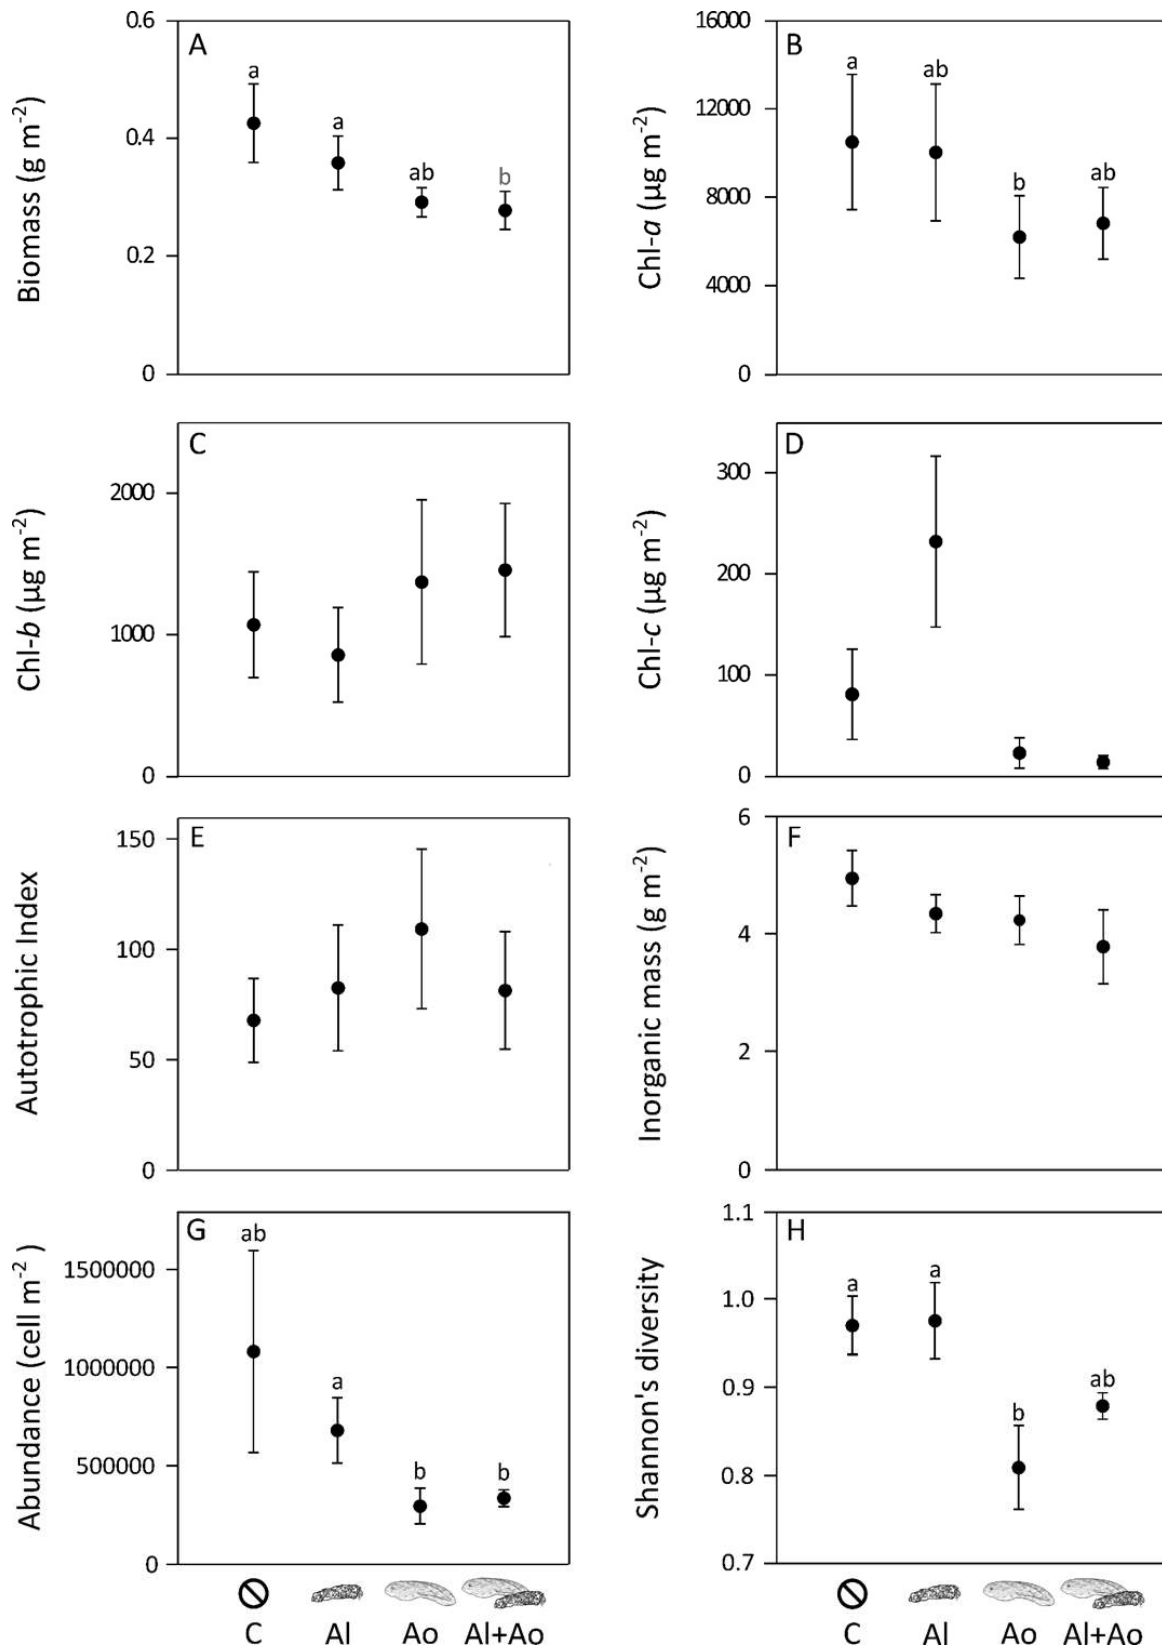 A
Biomass (g m-2)
0.6
0.4
0.2
0
a
a
ab
b
B
Chl-a (µg m-2)
16000
12000
8000
4000
0
a
ab
b
ab
C
Chl-b (µg m-2)
2000
1000
0
D
Chl-c (µg m-2)
300
200
100
0
E
Autotrophic Index
150
100
50
0
F
Inorganic mass (g m-2)
6
4
2
0
G
Abundance (cell m-2 )
1500000
1000000
500000
0
ab
a
b
b
C Al Ao Al+Ao
H
Shannon's diversity
1.1
1.0
0.9
0.8
0.7
a
a
b
ab
C Al Ao Al+Ao